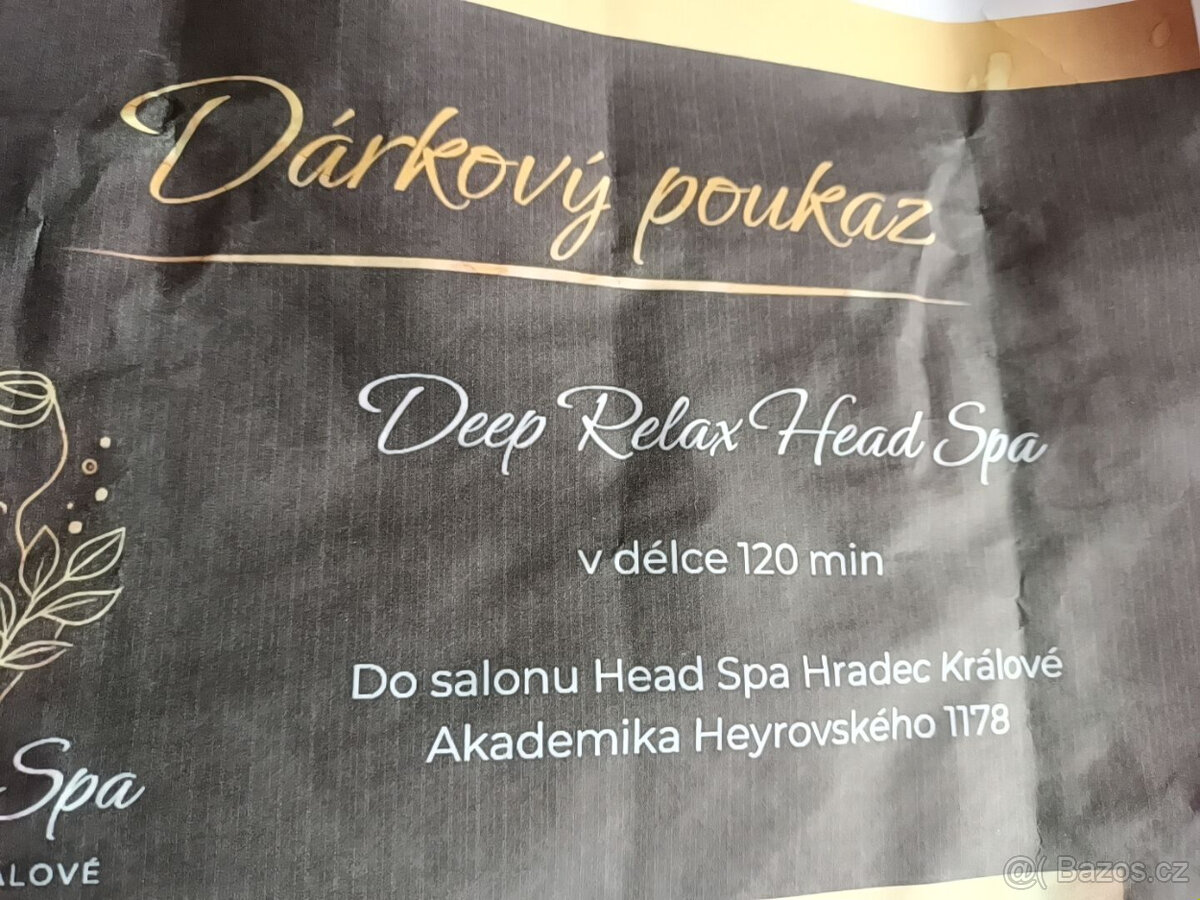 Dárkový poukaz
Deep Relax Head Spa
v délce 120 min
Do salonu Head Spa Hradec Králové
Akademika Heyrovského 1178
Spa
ÁLOVÉ
@( Bazos.cz